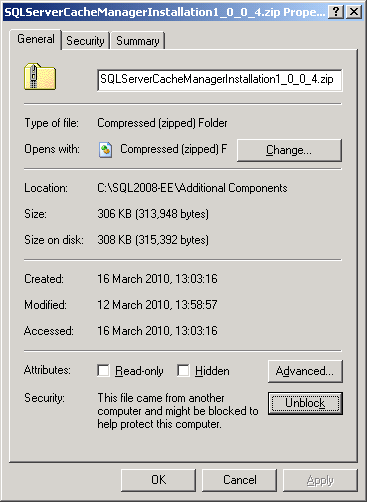 SQLServerCacheManagerInstallation1_0_0_4.zip Prope...
General Security Summary
SQLServerCacheManagerInstallation1_0_0_4.zip
Type of file: Compressed (zipped) Folder
Opens with: Compressed (zipped) F Change...
Location: C:\SQL2008-EE\Additional Components
Size: 306 KB (313,948 bytes)
Size on disk: 308 KB (315,392 bytes)
Created: 16 March 2010, 13:03:16
Modified: 12 March 2010, 13:58:57
Accessed: 16 March 2010, 13:03:16
Attributes: Read-only Hidden Advanced...
Security: This file came from another Unblock
computer and might be blocked to
help protect this computer.
OK Cancel Apply